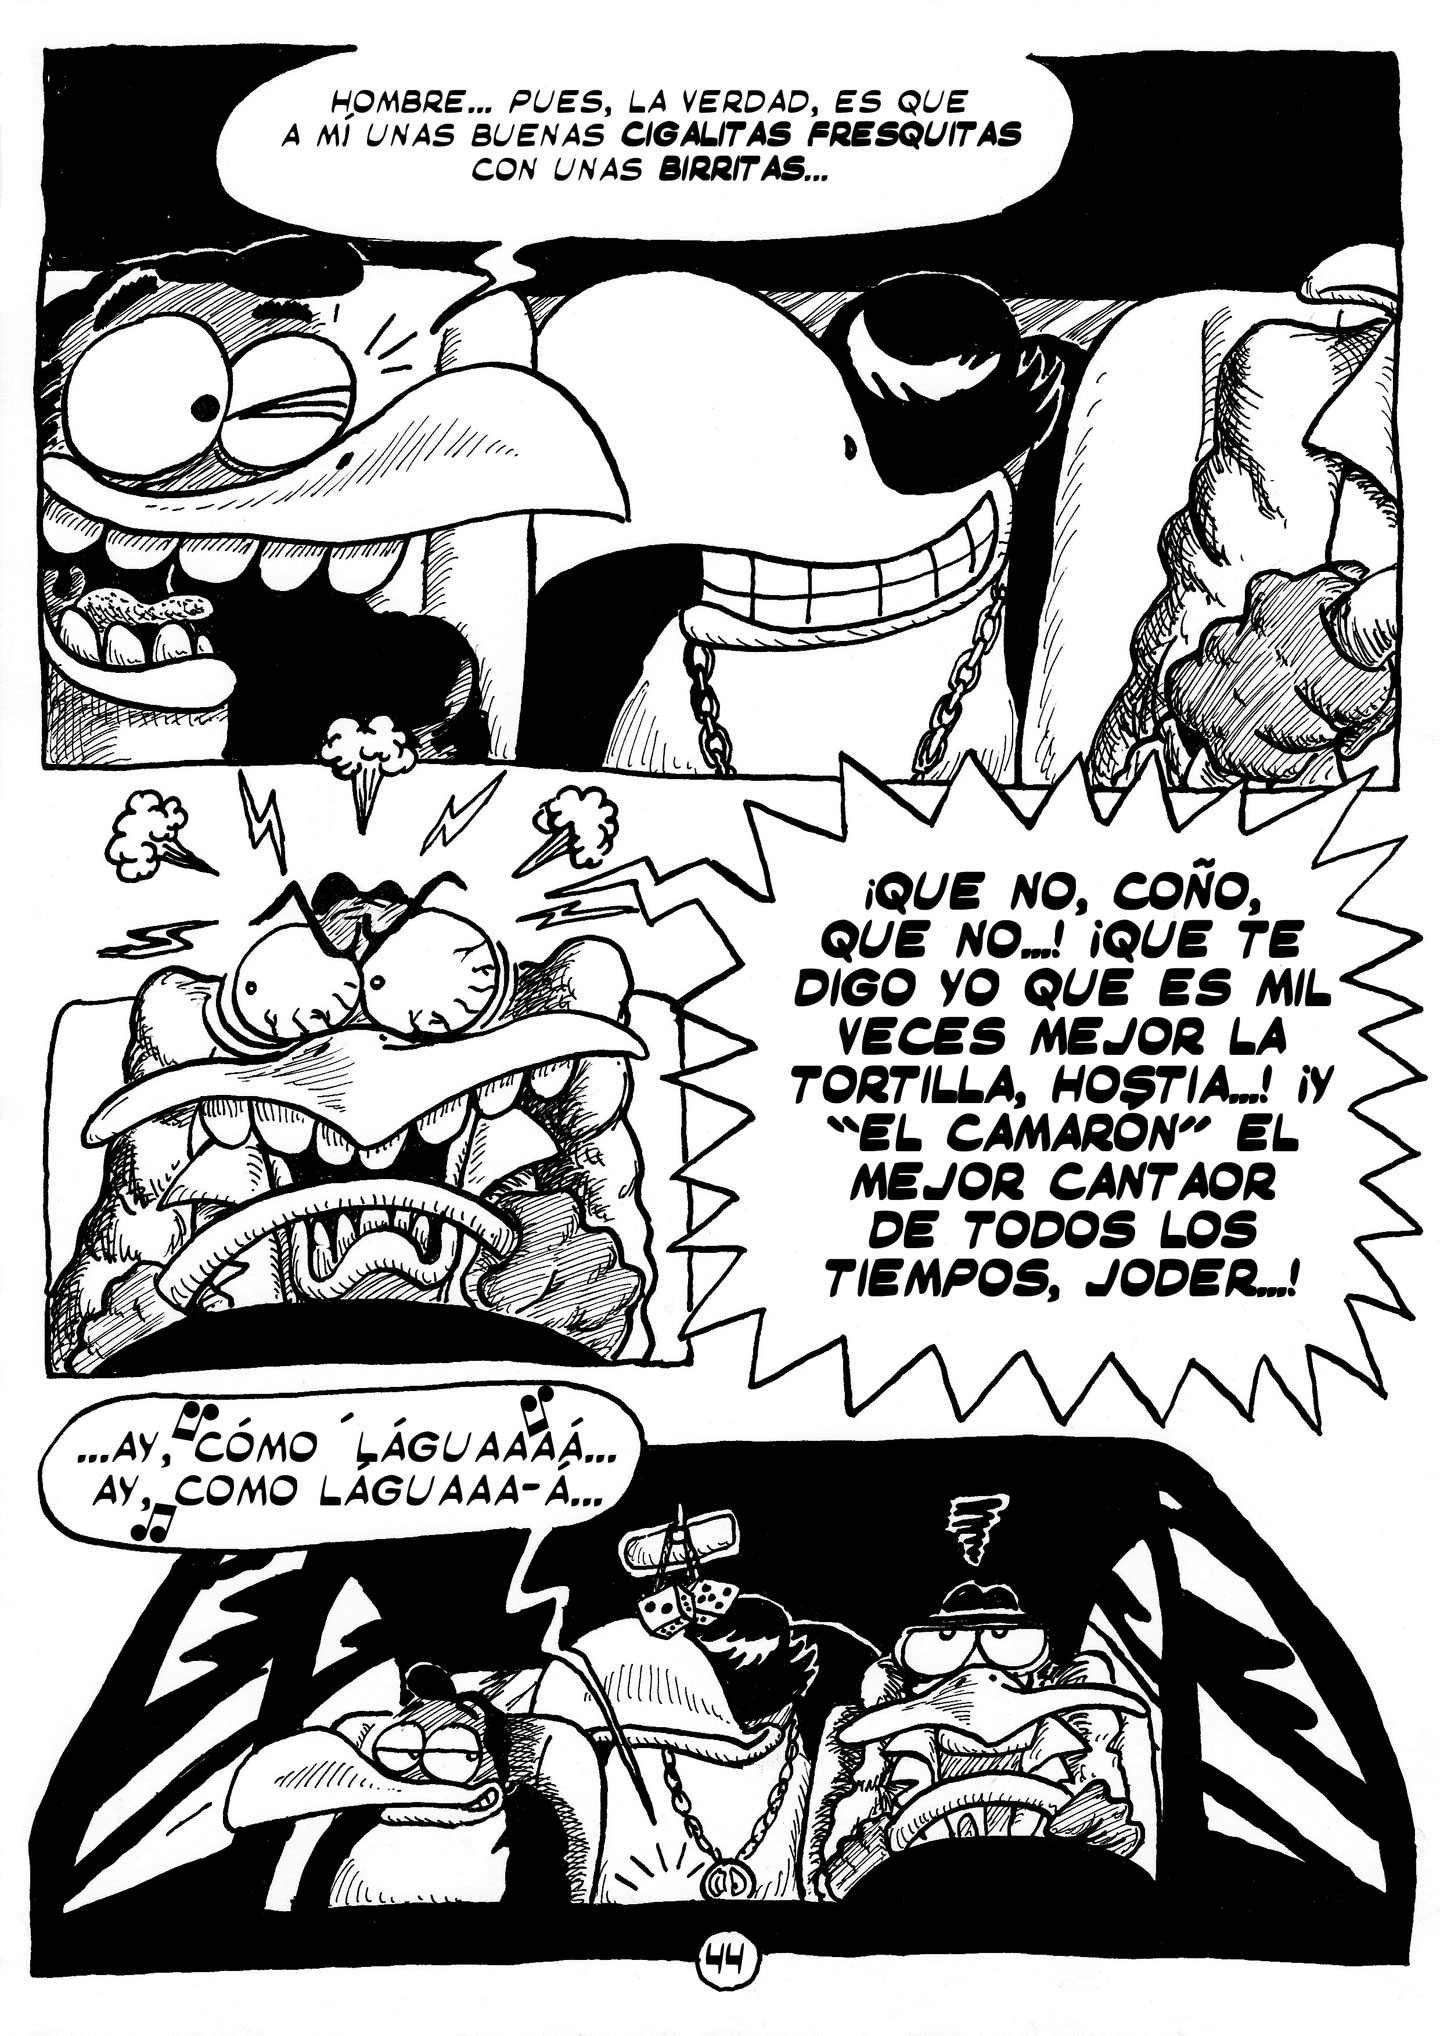 HOMBRE... PUES, LA VERDAD, ES QUE
A MÍ UNAS BUENAS CIGALITAS FRESQUITAS
CON UNAS BIRRITAS...
¡QUE NO, COÑO,
QUE NO...! ¡QUE TE
DIGO YO QUE ES MIL
VECES MEJOR LA
TORTILLA, HOSTIA...! ¡Y
"EL CAMARÓN" EL
MEJOR CANTAOR
DE TODOS LOS
TIEMPOS, JODER...!
...AY, CÓMO ´LÁGUAAAÁ...
AY, COMO LÁGUAAA-Á...
CD
44